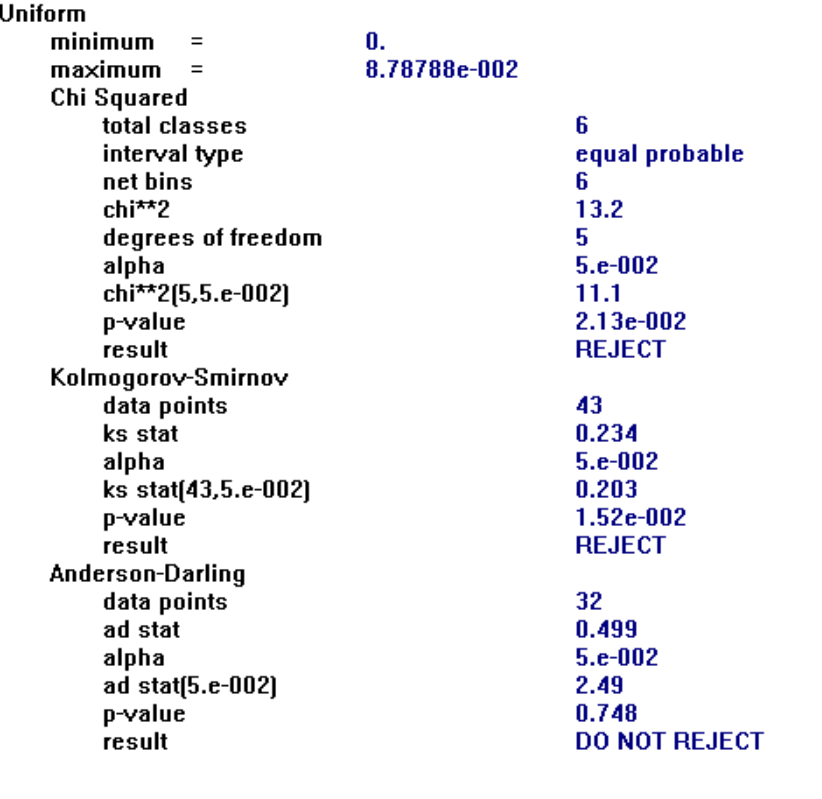 Uniform
minimum = 0.
maximum = 8.78788e-002
Chi Squared
total classes 6
interval type equal probable
net bins 6
chi**2 13.2
degrees of freedom 5
alpha 5.e-002
chi**2(5,5.e-002) 11.1
p-value 2.13e-002
result REJECT
Kolmogorov-Smirnov
data points 43
ks stat 0.234
alpha 5.e-002
ks stat(43,5.e-002) 0.203
p-value 1.52e-002
result REJECT
Anderson-Darling
data points 32
ad stat 0.499
alpha 5.e-002
ad stat(5.e-002) 2.49
p-value 0.748
result DO NOT REJECT